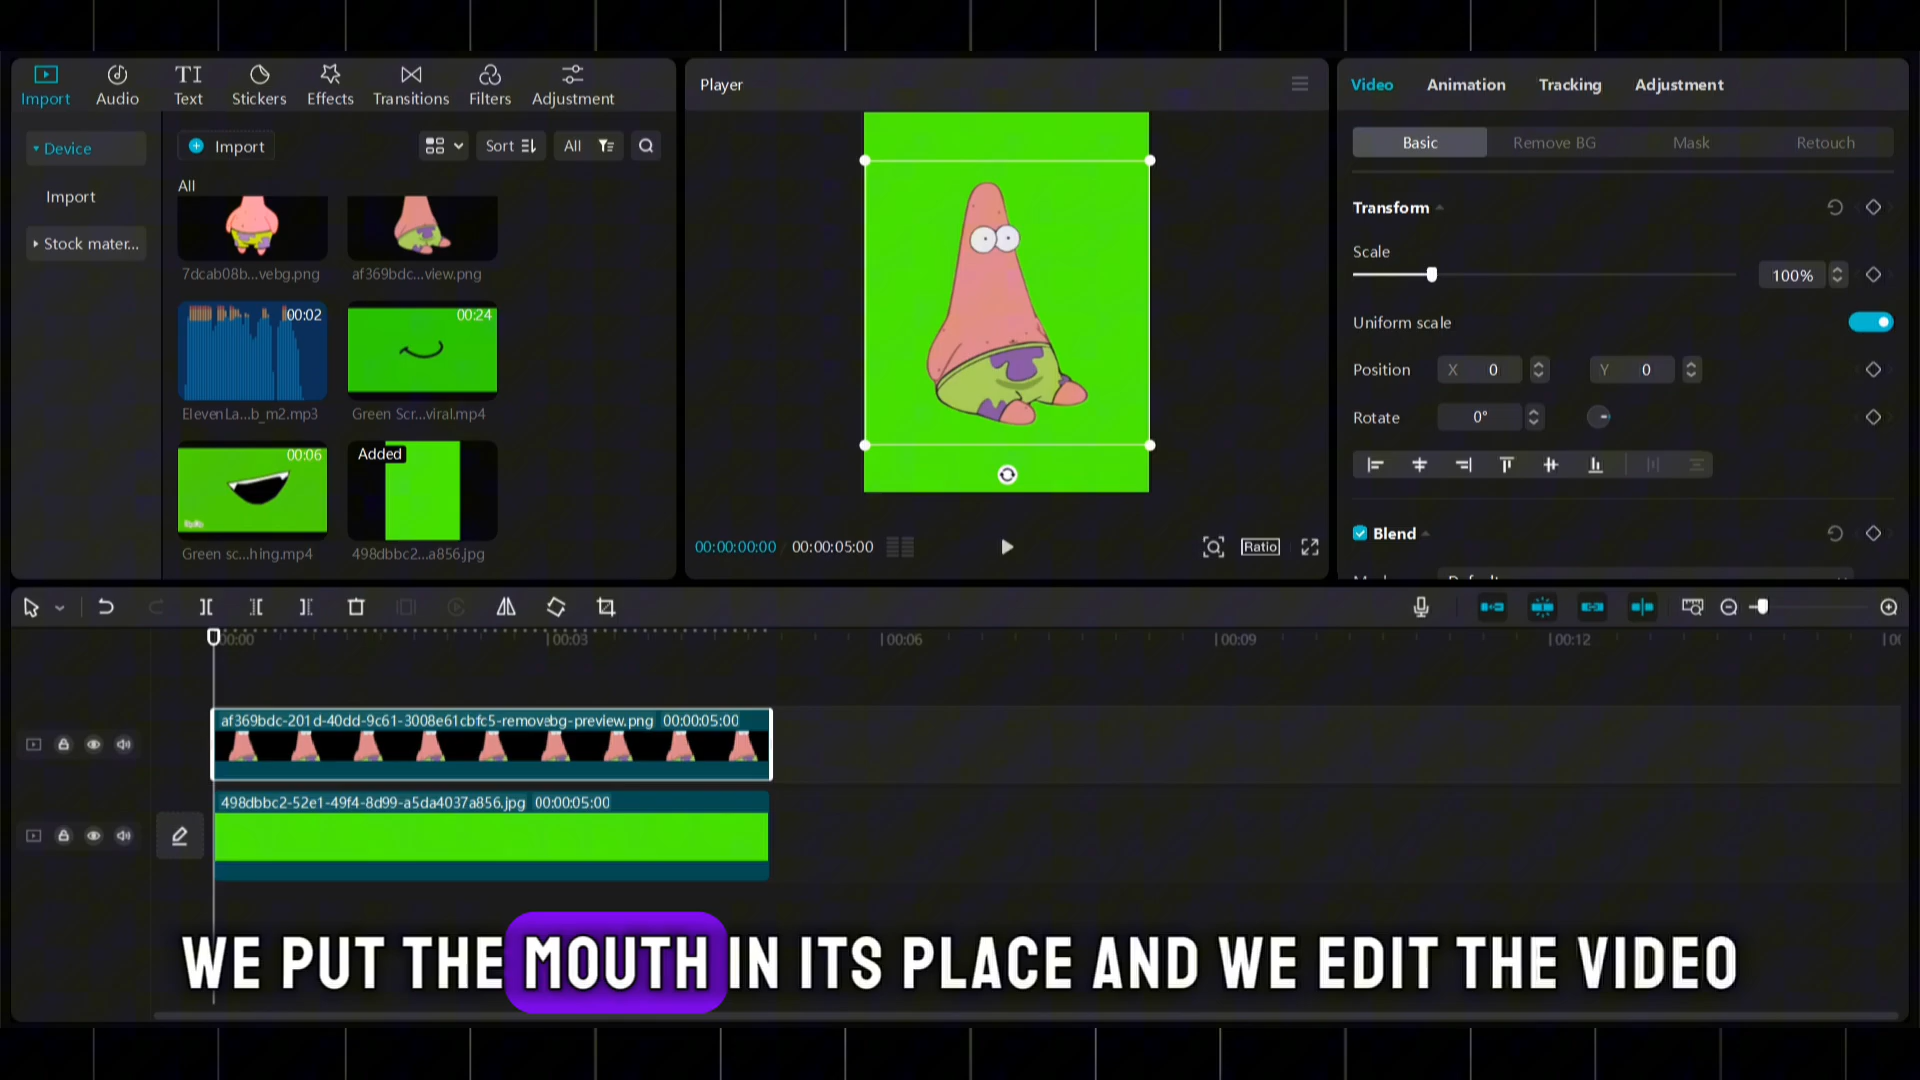 Import
Audio
Text
Stickers
Effects
Transitions
Filters
Adjustment
Device
Import
Stock mater...
Import
Sort
All
All
7dcab08b...vebg.png
af369bdc...view.png
00:02
00:24
ElevenLa...b_m2.mp3
Green Scr...viral.mp4
00:06
Added
Green sc...hing.mp4
498dbbc2...a856.jpg
Player
00:00:00:00
00:00:05:00
Ratio
Video
Animation
Tracking
Adjustment
Basic
Remove BG
Mask
Retouch
Transform
Scale
100%
Uniform scale
Position
X 0
Y 0
Rotate
0°
Blend
00:00
00:03
00:06
00:09
00:12
af369bdc-201d-40dd-9c61-3008e61cbfc5-removebg-preview.png 00:00:05:00
498dbbc2-52e1-49f4-8d99-a5da4037a856.jpg 00:00:05:00
WE PUT THE MOUTH IN ITS PLACE AND WE EDIT THE VIDEO